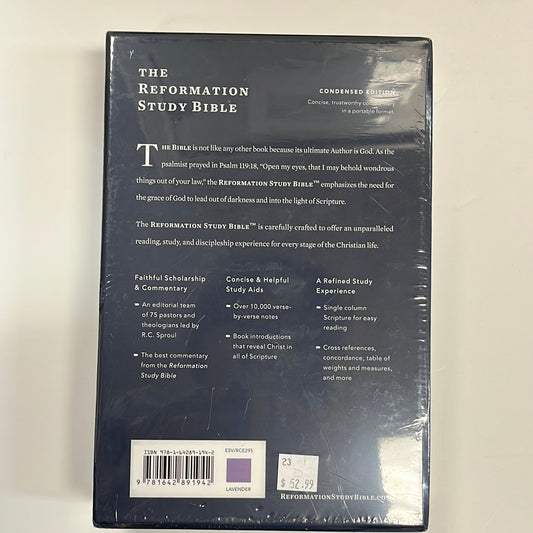 THE
REFORMATION
STUDY BIBLE
CONDENSED EDITION
Concise, trustworthy commentary
in a portable format.
THE BIBLE is not like any other book because its ultimate Author is God. As the
psalmist prayed in Psalm 119:18, “Open my eyes, that I may behold wondrous
things out of your law,” the REFORMATION STUDY BIBLE™ emphasizes the need for
the grace of God to lead out of darkness and into the light of Scripture.
The REFORMATION STUDY BIBLE™ is carefully crafted to offer an unparalleled
reading, study, and discipleship experience for every stage of the Christian life.
Faithful Scholarship
& Commentary
An editorial team
of 75 pastors and
theologians led by
R.C. Sproul
The best commentary
from the Reformation
Study Bible
Concise & Helpful
Study Aids
Over 10,000 verse-
by-verse notes
Book introductions
that reveal Christ in
all of Scripture
A Refined Study
Experience
Single column
Scripture for easy
reading
Cross references,
concordance, table of
weights and measures,
and more
ISBN 978-1-64289-194-2
9 781642 891942
ESV/RCE295
LAVENDER
23
$ 52.99
REFORMATIONSTUDYBIBLE.CO